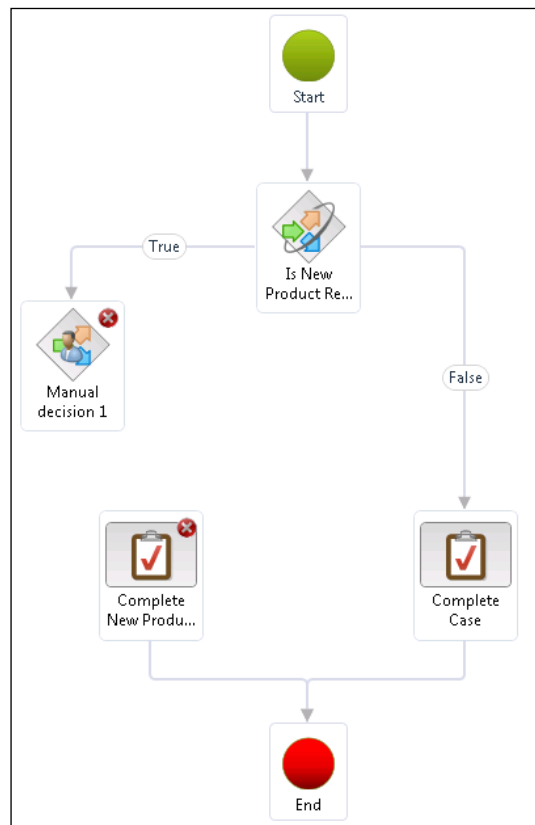 Start
True
Is New
Product Re...
Manual
decision 1
False
Complete
New Produ...
Complete
Case
End